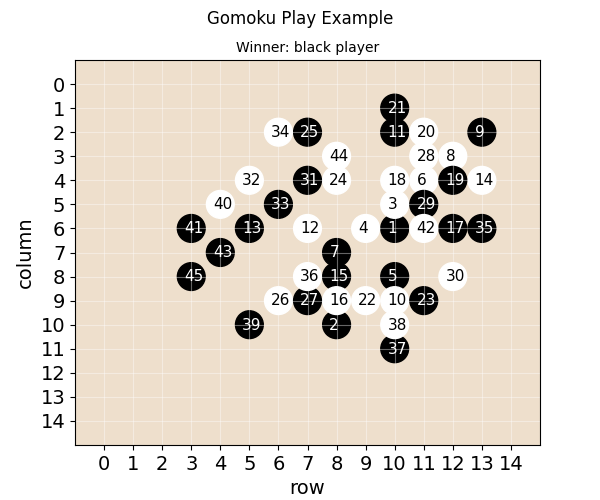 Gomoku Play Example
Winner: black player
column
0
1 21
2 34 25 11 20 9
3 44 28 8
4 32 31 24 18 6 19 14
5 40 33 3 29
6 41 13 12 4 1 42 17 35
7 43 7
8 45 36 15 5 30
9 26 27 16 22 10 23
10 39 2 38
11 37
12
13
14
0 1 2 3 4 5 6 7 8 9 10 11 12 13 14
row